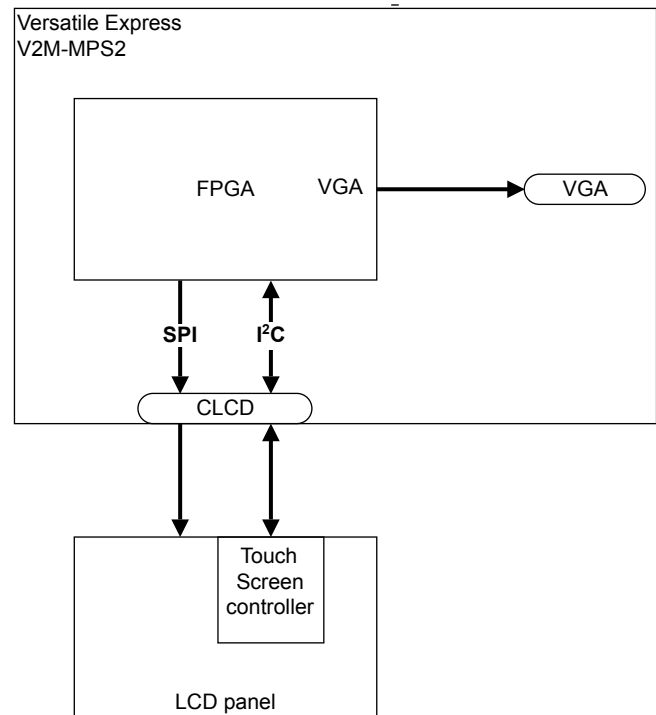 Versatile Express
V2M-MPS2
FPGA
VGA
VGA
SPI
I²C
CLCD
Touch
Screen
controller
LCD panel